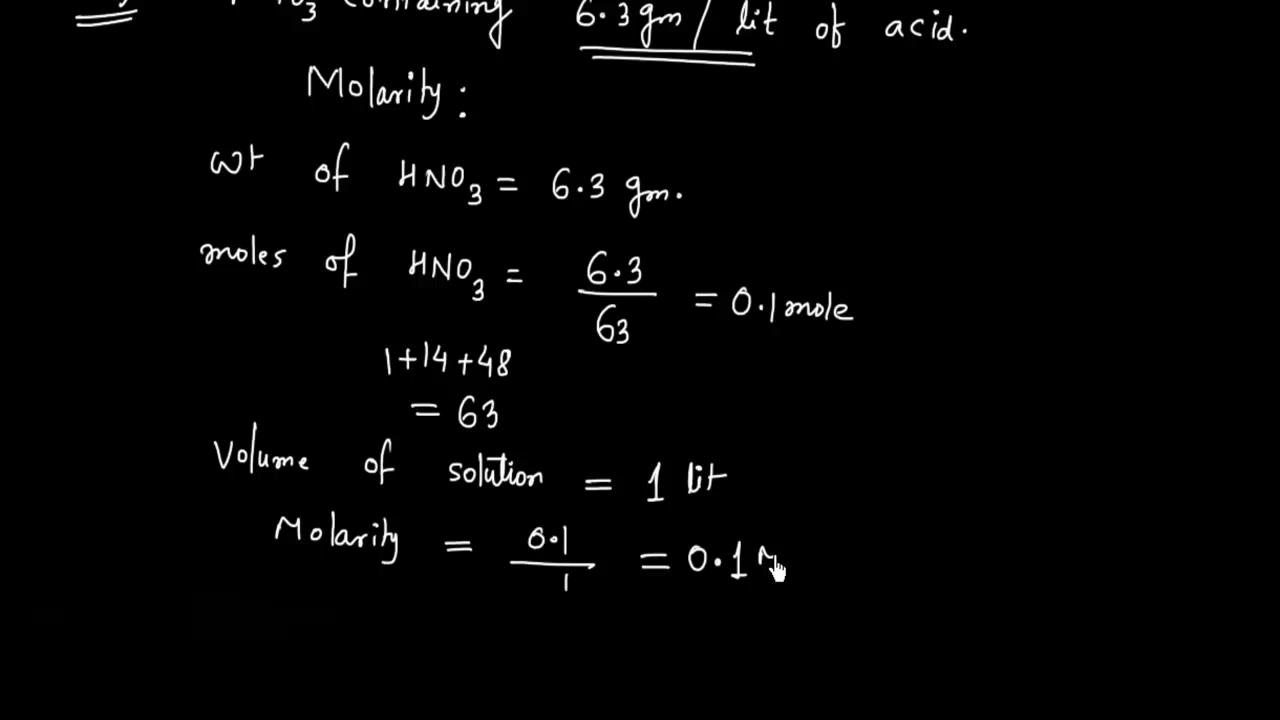 containing 6.3 gm/ lit of acid.
Molarity:
wt of HNO3 = 6.3 gm.
moles of HNO3 = 6.3/63 = 0.1 mole
1+14+48
= 63
Volume of solution = 1 lit
Molarity = 0.1/1 = 0.1